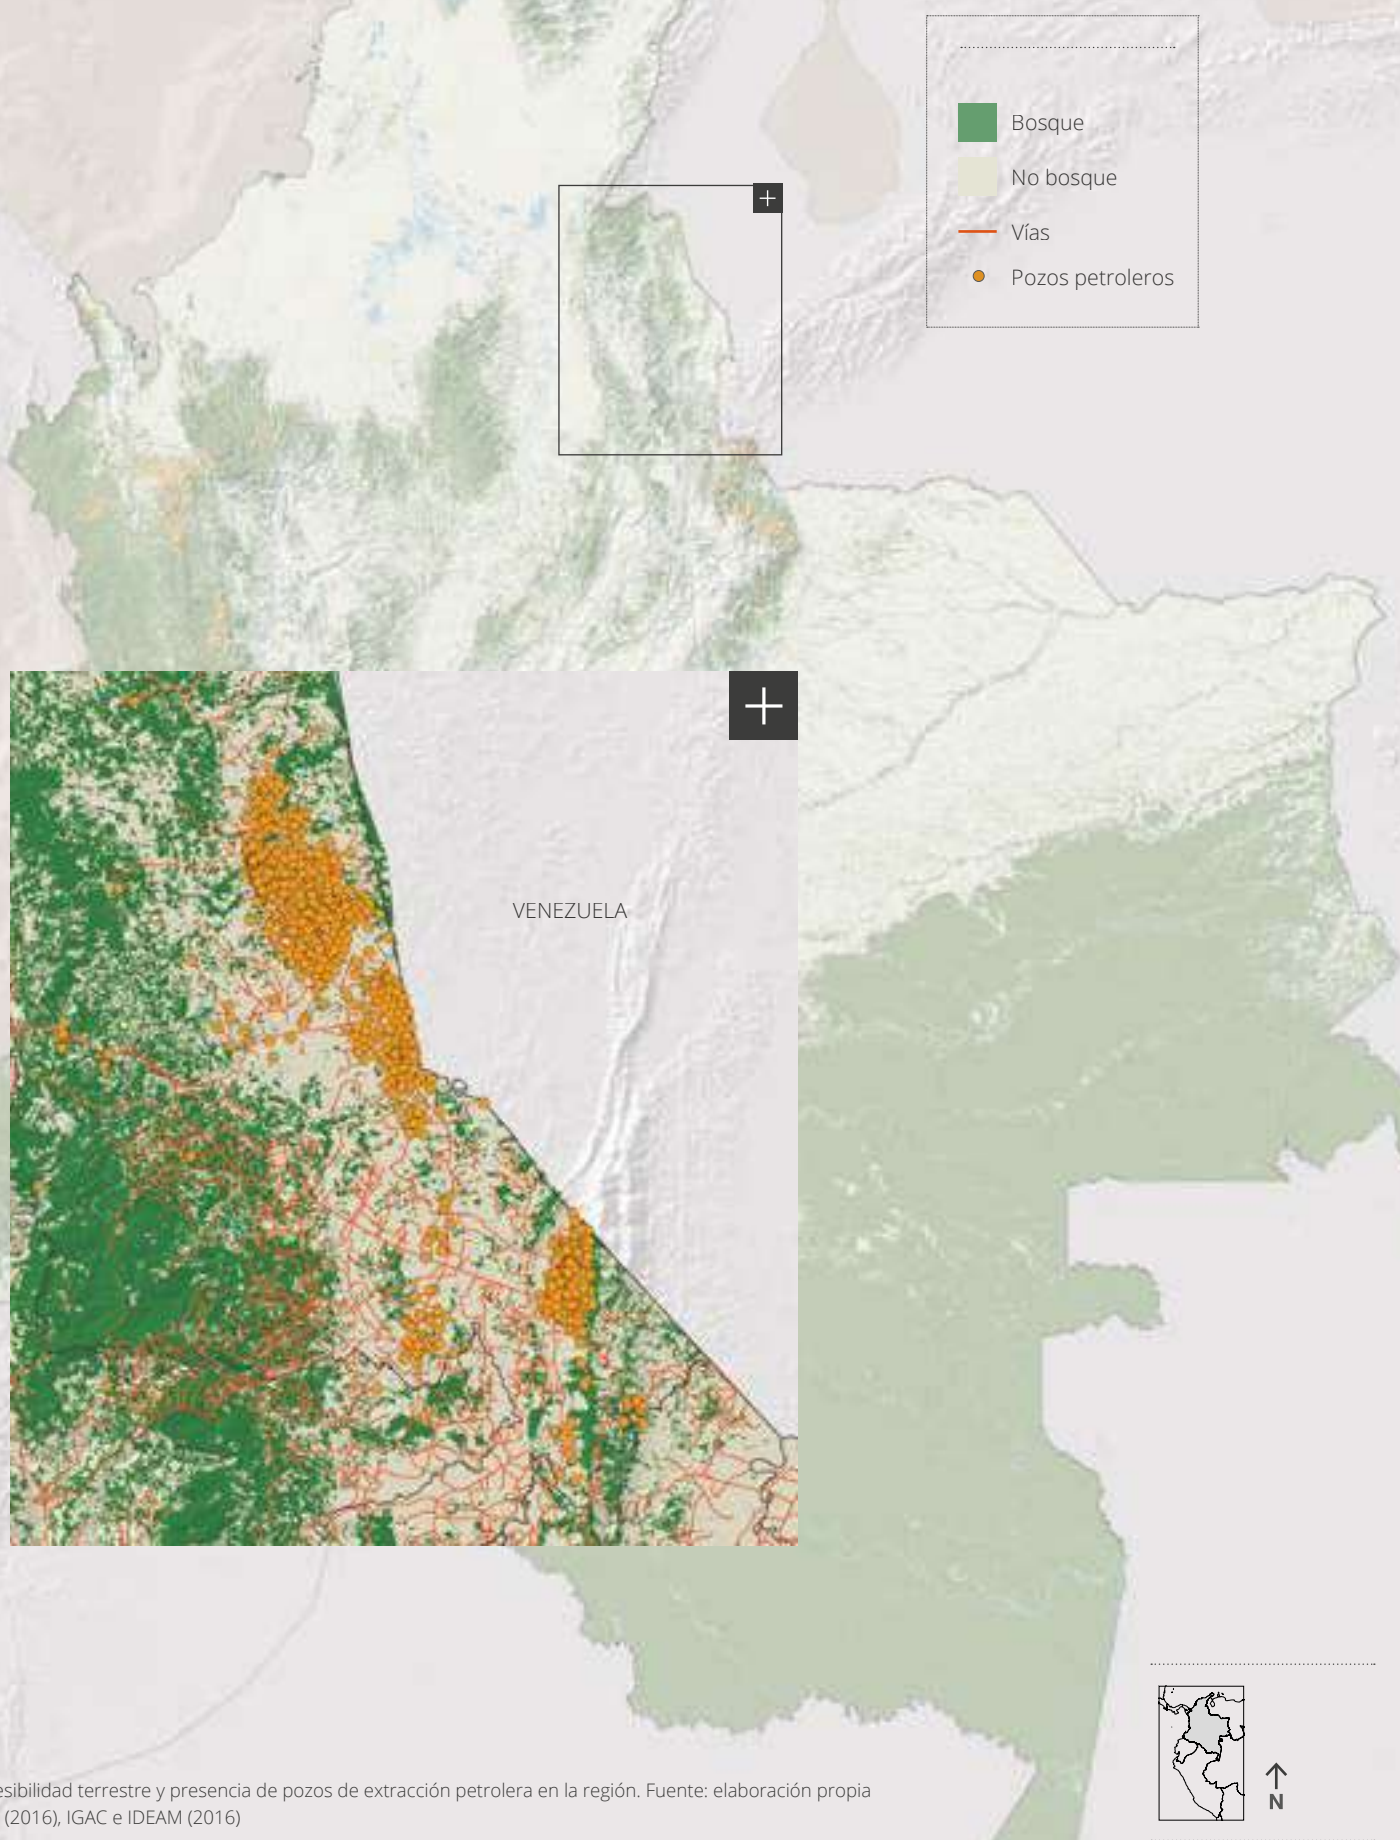 Bosque
No bosque
Vías
Pozos petroleros
VENEZUELA
esibilidad terrestre y presencia de pozos de extracción petrolera en la región. Fuente: elaboración propia
(2016), IGAC e IDEAM (2016)
N